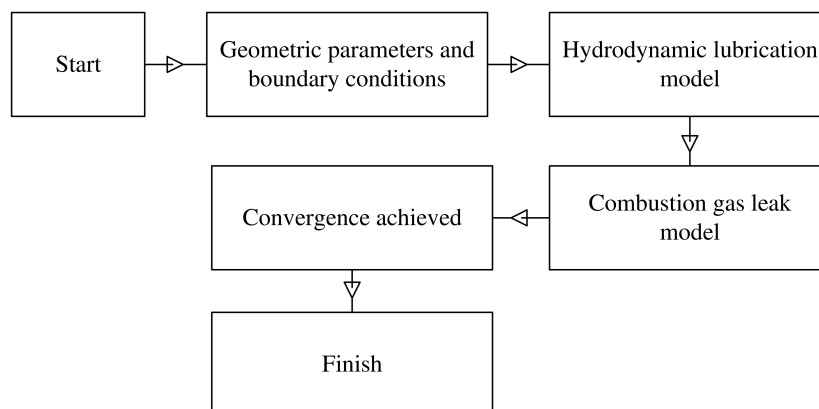 Start
Geometric parameters and
boundary conditions
Hydrodynamic lubrication
model
Combustion gas leak
model
Convergence achieved
Finish